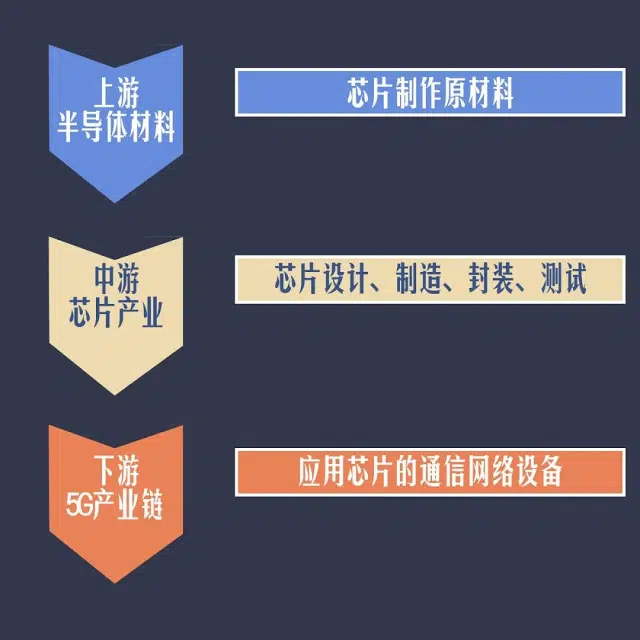 上游
半导体材料
芯片制作原材料
中游
芯片产业
芯片设计、制造、封装、测试
下游
5G产业链
应用芯片的通信网络设备